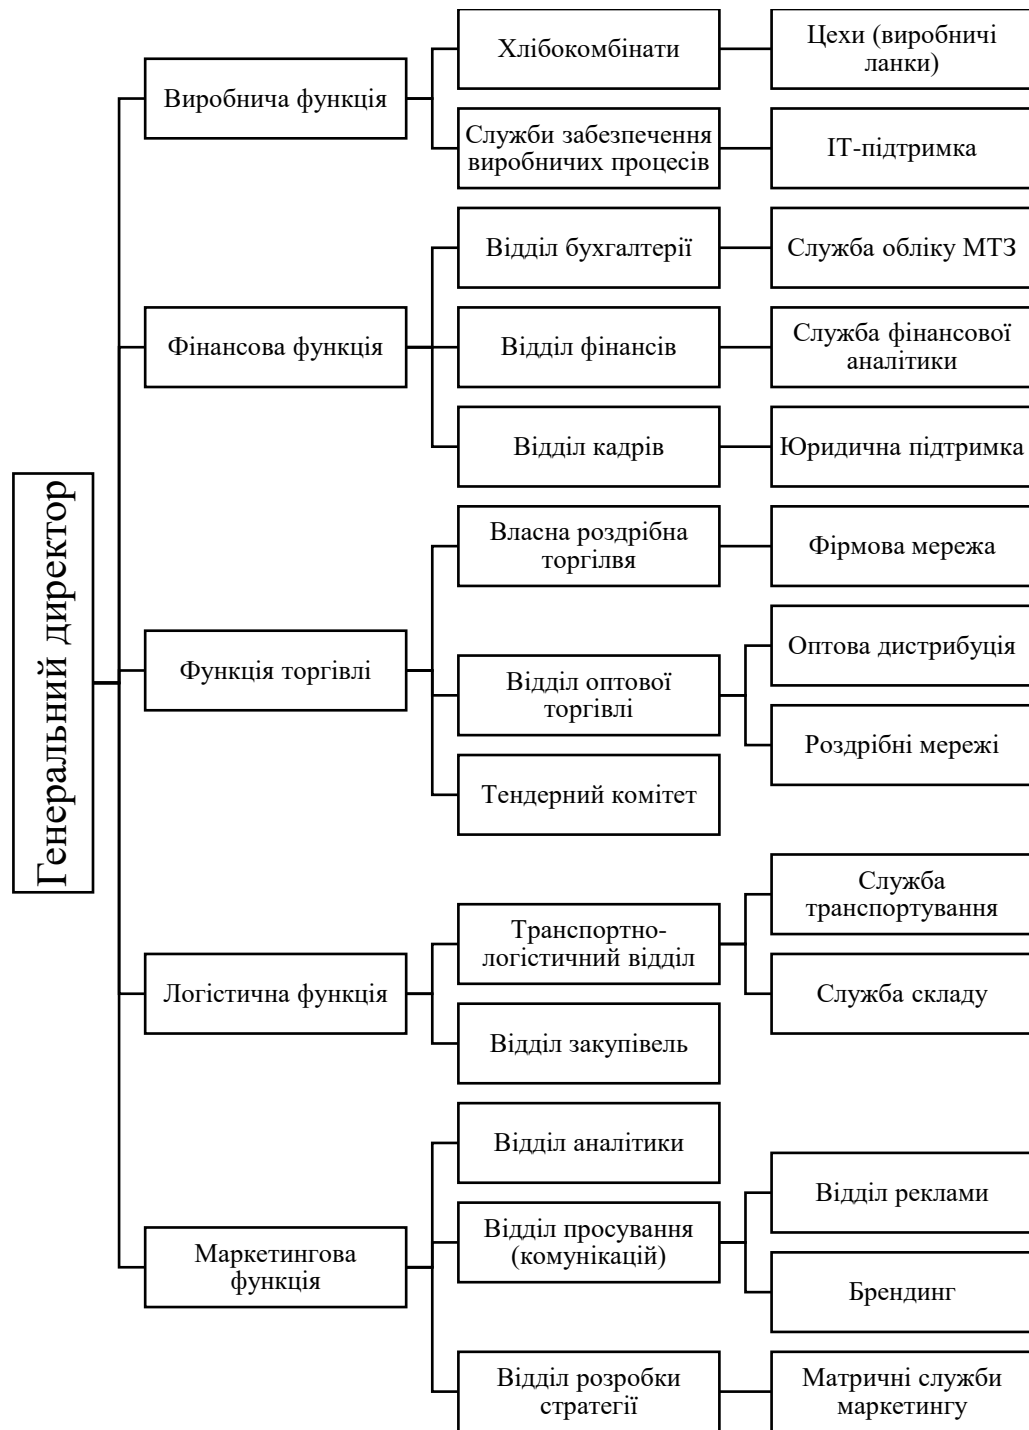 Генеральний директор
Виробнича функція
Хлібокомбінати
Цехи (виробничі
ланки)
Служби забезпечення
виробничих процесів
ІТ-підтримка
Фінансова функція
Відділ бухгалтерії
Служба обліку МТЗ
Відділ фінансів
Служба фінансової
аналітики
Відділ кадрів
Юридична підтримка
Функція торгівлі
Власна роздрібна
торгілвя
Фірмова мережа
Відділ оптової
торгівлі
Оптова дистрибуція
Роздрібні мережі
Тендерний комітет
Логістична функція
Транспортно-
логістичний відділ
Служба
транспортування
Служба складу
Відділ закупівель
Маркетингова
функція
Відділ аналітики
Відділ просування
(комунікацій)
Відділ реклами
Брендинг
Відділ розробки
стратегії
Матричні служби
маркетингу